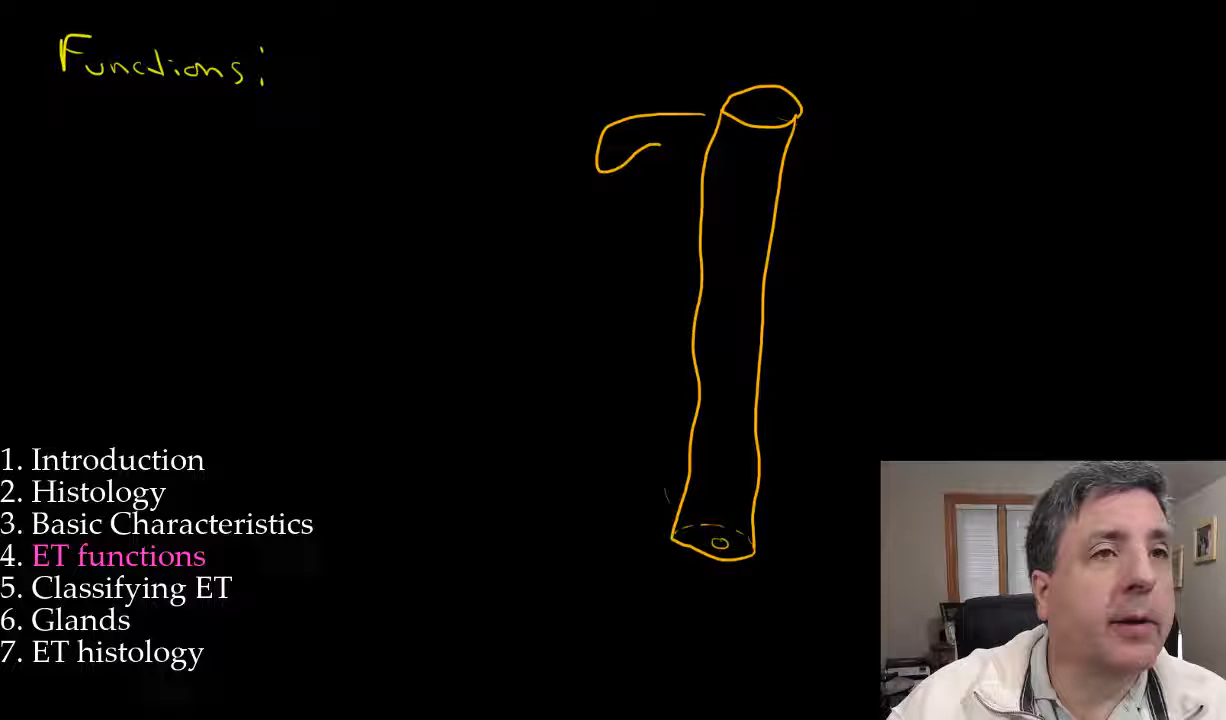 Functions:
1. Introduction
2. Histology
3. Basic Characteristics
4. ET functions
5. Classifying ET
6. Glands
7. ET histology